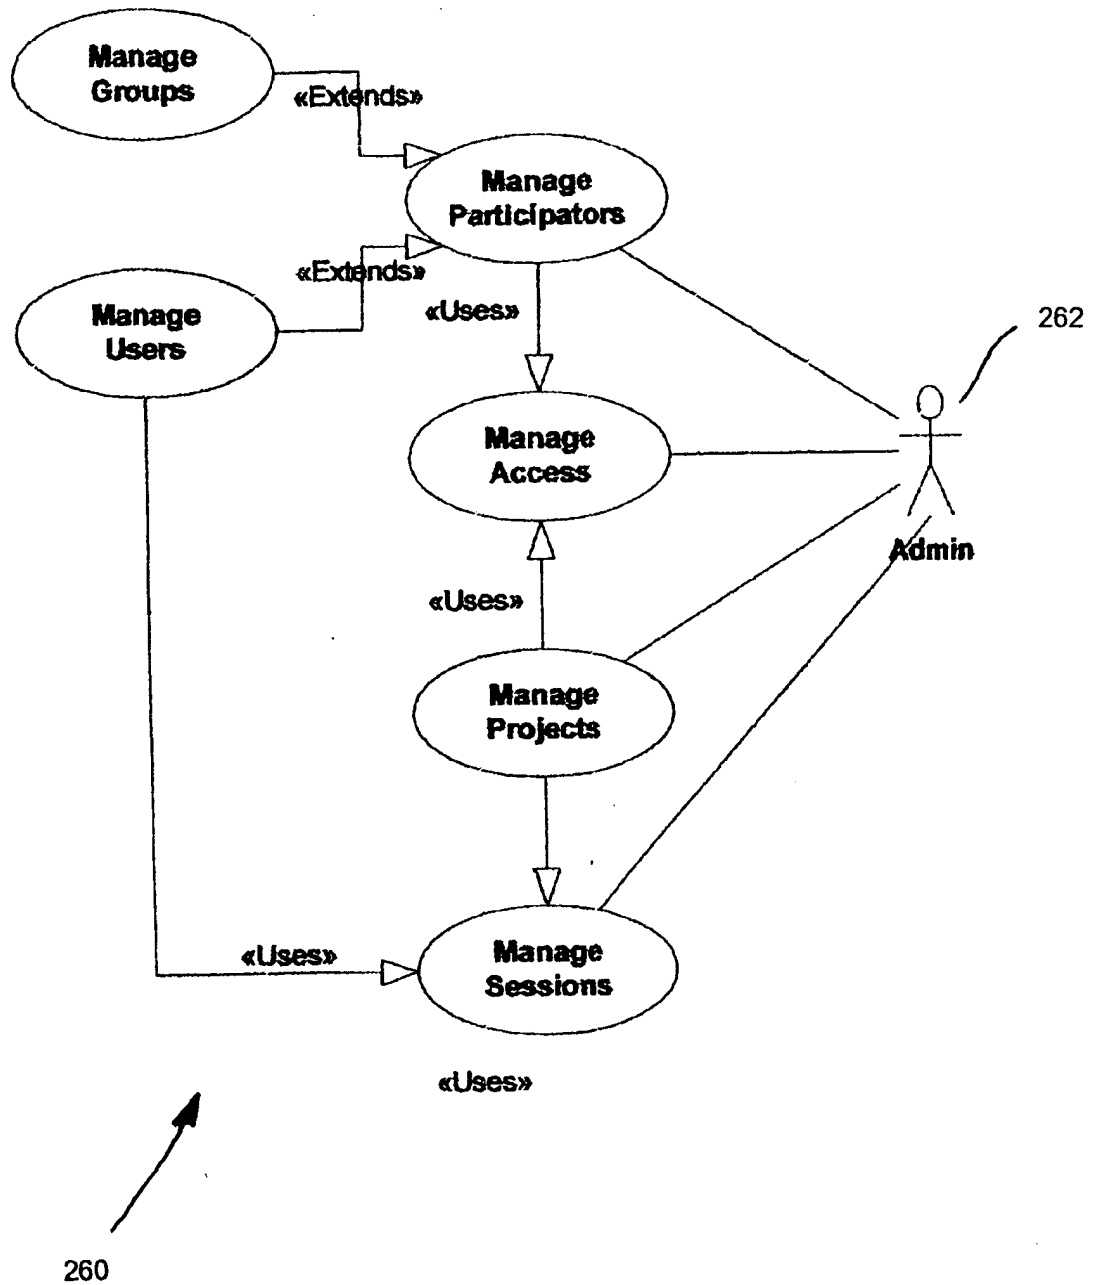 Manage
Groups
«Extends»
Manage
Participators
«Extends»
Manage
Users
«Uses»
262
Manage
Access
Admin
«Uses»
Manage
Projects
«Uses»
Manage
Sessions
«Uses»
260